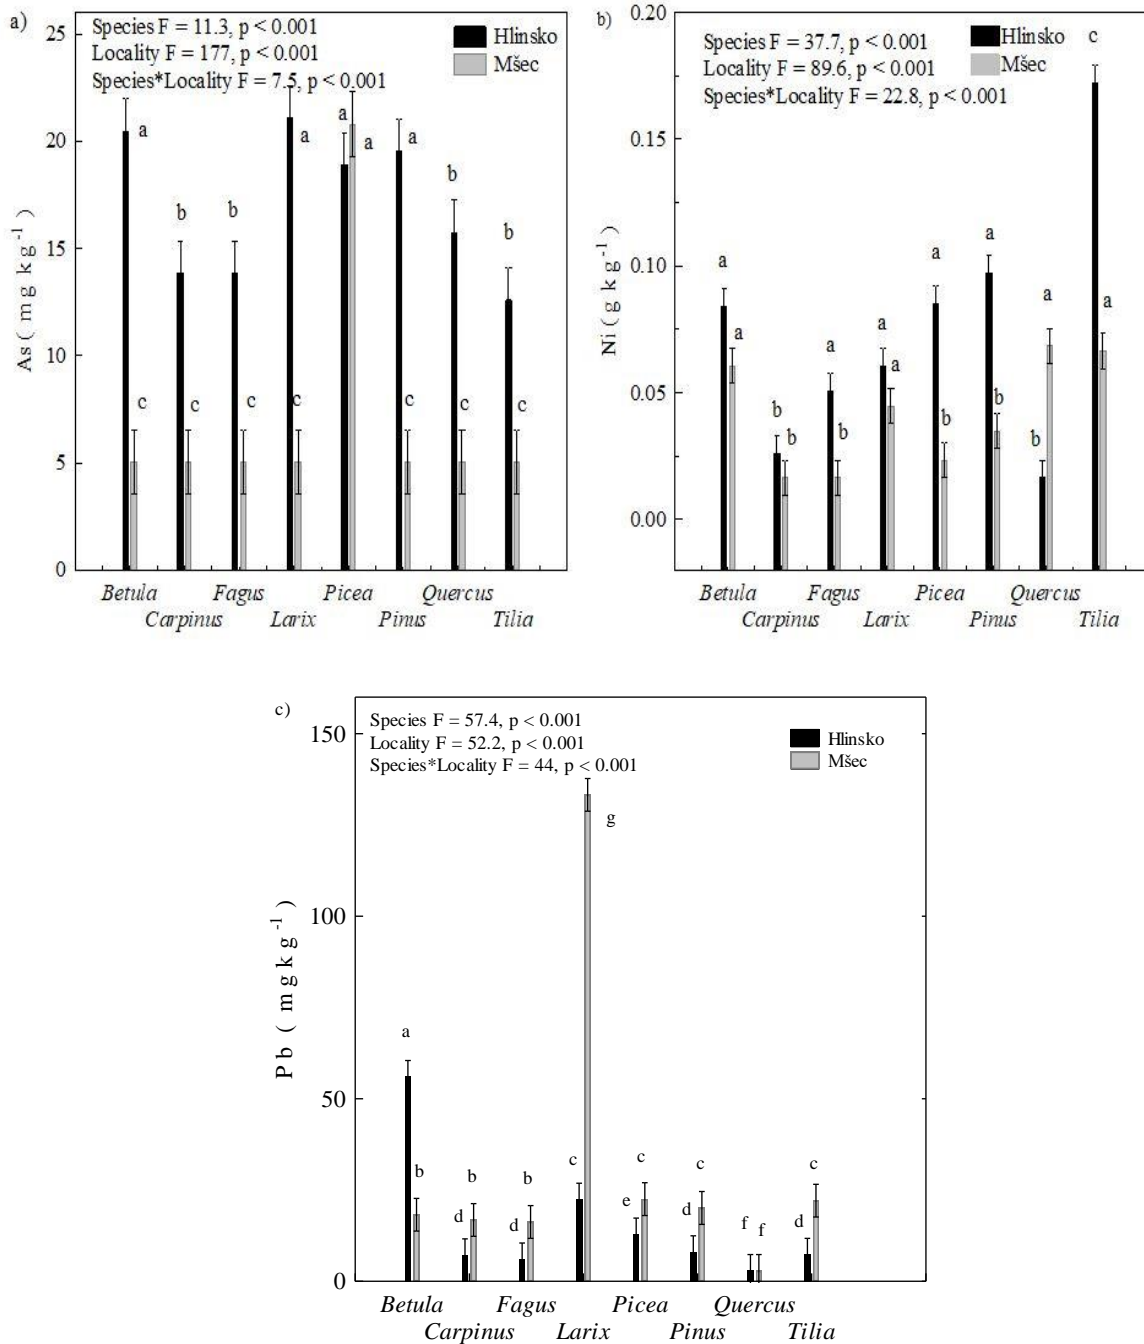 a)
Species F = 11.3, p < 0.001
Locality F = 177, p < 0.001
Species*Locality F = 7.5, p < 0.001
Hlinsko
Mšec
As ( mg kg⁻¹ )
25
20
15
10
5
0
a
c
b
c
b
c
a
c
a
a
a
c
b
c
b
c
Betula
Carpinus
Fagus
Larix
Picea
Pinus
Quercus
Tilia
b)
Species F = 37.7, p < 0.001
Locality F = 89.6, p < 0.001
Species*Locality F = 22.8, p < 0.001
Hlinsko
Mšec
Ni ( g kg⁻¹ )
0.20
0.15
0.10
0.05
0.00
a
a
b
b
a
b
a
a
a
b
a
b
b
a
c
a
Betula
Carpinus
Fagus
Larix
Picea
Pinus
Quercus
Tilia
c)
Species F = 57.4, p < 0.001
Locality F = 52.2, p < 0.001
Species*Locality F = 44, p < 0.001
Hlinsko
Mšec
Pb ( mg kg⁻¹ )
150
100
50
0
a
b
d
b
d
b
c
g
e
c
d
c
f
f
d
c
Betula
Carpinus
Fagus
Larix
Picea
Pinus
Quercus
Tilia